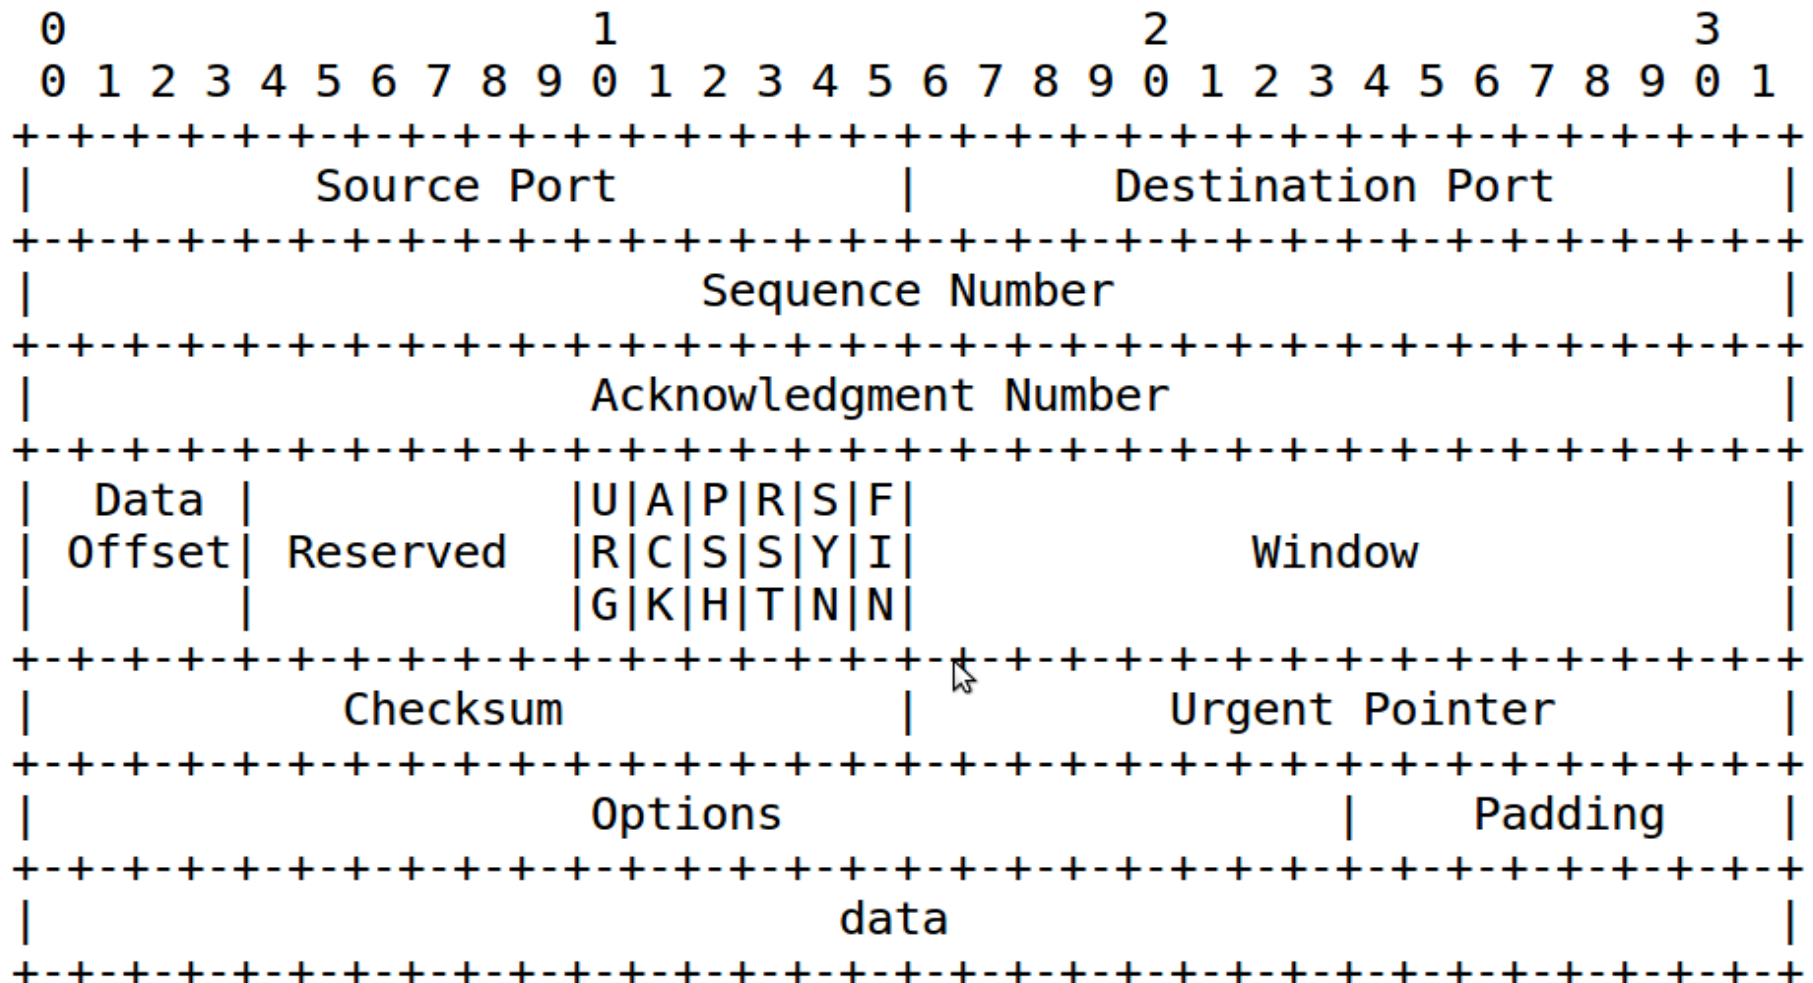 0                   1                   2                   3
 0 1 2 3 4 5 6 7 8 9 0 1 2 3 4 5 6 7 8 9 0 1 2 3 4 5 6 7 8 9 0 1
+-+-+-+-+-+-+-+-+-+-+-+-+-+-+-+-+-+-+-+-+-+-+-+-+-+-+-+-+-+-+-+-+
|          Source Port          |       Destination Port        |
+-+-+-+-+-+-+-+-+-+-+-+-+-+-+-+-+-+-+-+-+-+-+-+-+-+-+-+-+-+-+-+-+
|                        Sequence Number                        |
+-+-+-+-+-+-+-+-+-+-+-+-+-+-+-+-+-+-+-+-+-+-+-+-+-+-+-+-+-+-+-+-+
|                    Acknowledgment Number                      |
+-+-+-+-+-+-+-+-+-+-+-+-+-+-+-+-+-+-+-+-+-+-+-+-+-+-+-+-+-+-+-+-+
|  Data |           |U|A|P|R|S|F|                               |
| Offset| Reserved  |R|C|S|S|Y|I|            Window             |
|       |           |G|K|H|T|N|N|                               |
+-+-+-+-+-+-+-+-+-+-+-+-+-+-+-+-+-+-+-+-+-+-+-+-+-+-+-+-+-+-+-+-+
|           Checksum            |         Urgent Pointer        |
+-+-+-+-+-+-+-+-+-+-+-+-+-+-+-+-+-+-+-+-+-+-+-+-+-+-+-+-+-+-+-+-+
|                    Options                    |    Padding    |
+-+-+-+-+-+-+-+-+-+-+-+-+-+-+-+-+-+-+-+-+-+-+-+-+-+-+-+-+-+-+-+-+
|                             data                              |
+-+-+-+-+-+-+-+-+-+-+-+-+-+-+-+-+-+-+-+-+-+-+-+-+-+-+-+-+-+-+-+-+